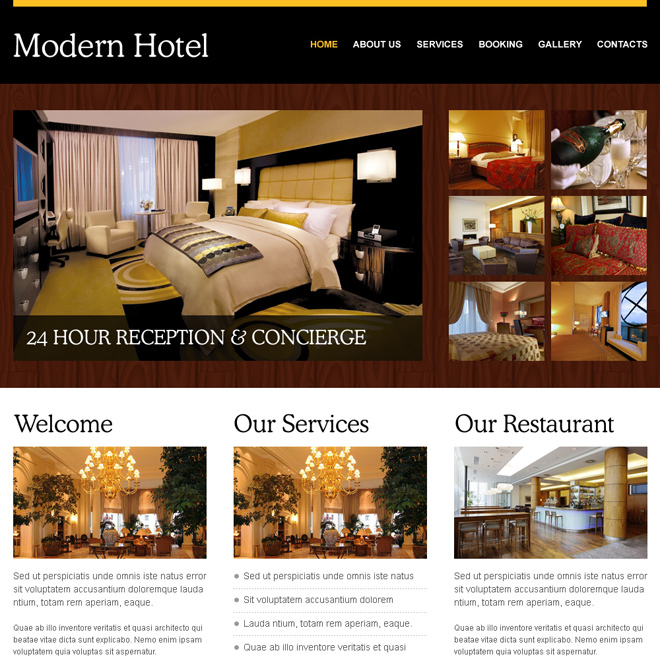 Modern Hotel
HOME ABOUT US SERVICES BOOKING GALLERY CONTACTS
24 HOUR RECEPTION & CONCIERGE
Welcome
Sed ut perspiciatis unde omnis iste natus error
sit voluptatem accusantium doloremque lauda
ntium, totam rem aperiam, eaque.
Quae ab illo inventore veritatis et quasi architecto qui
beatae vitae dicta sunt explicabo. Nemo enim ipsam
voluptatem quia voluptas sit aspernatur.
Our Services
Sed ut perspiciatis unde omnis iste natus
Sit voluptatem accusantium dolorem
Lauda ntium, totam rem aperiam, eaque.
Quae ab illo inventore veritatis et quasi
Our Restaurant
Sed ut perspiciatis unde omnis iste natus error
sit voluptatem accusantium doloremque lauda
ntium, totam rem aperiam, eaque.
Quae ab illo inventore veritatis et quasi architecto qui
beatae vitae dicta sunt explicabo. Nemo enim ipsam
voluptatem quia voluptas sit aspernatur.